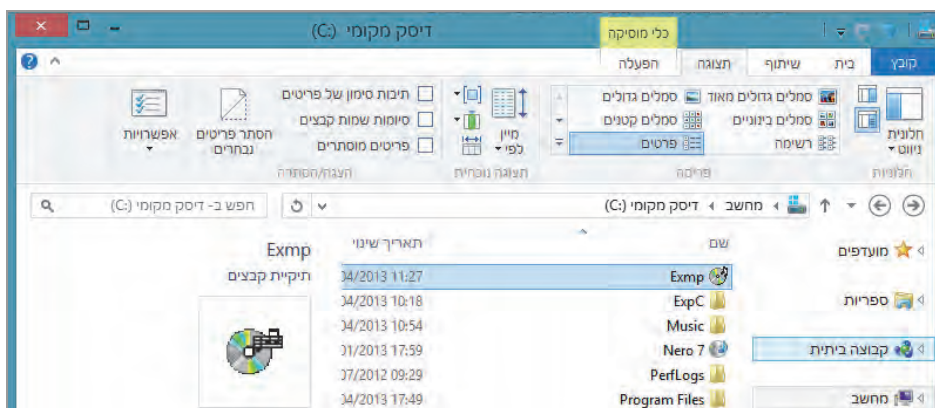 דיסק מקומי (C:)
כלי מוסיקה
קובץ
בית
שיתוף
תצוגה
הפעלה
חלונית ניווט
סמלים גדולים מאוד
סמלים גדולים
סמלים בינוניים
סמלים קטנים
רשימה
פרטים
מיין לפי
תיבות סימון של פריטים
סיומות שמות קבצים
פריטים מוסתרים
הסתר פריטים נבחרים
אפשרויות
חלוניות
פריסה
תצוגה נוכחית
הצגה/הסתרה
מחשב
דיסק מקומי (C:)
חפש ב- דיסק מקומי (C:)
מועדפים
ספריות
קבוצה ביתית
מחשב
שם
תאריך שינוי
Exmp
04/2013 11:27
ExpC
04/2013 10:18
Music
04/2013 10:54
Nero 7
01/2013 17:59
PerfLogs
07/2012 09:29
Program Files
04/2013 17:49
Exmp
תיקיית קבצים